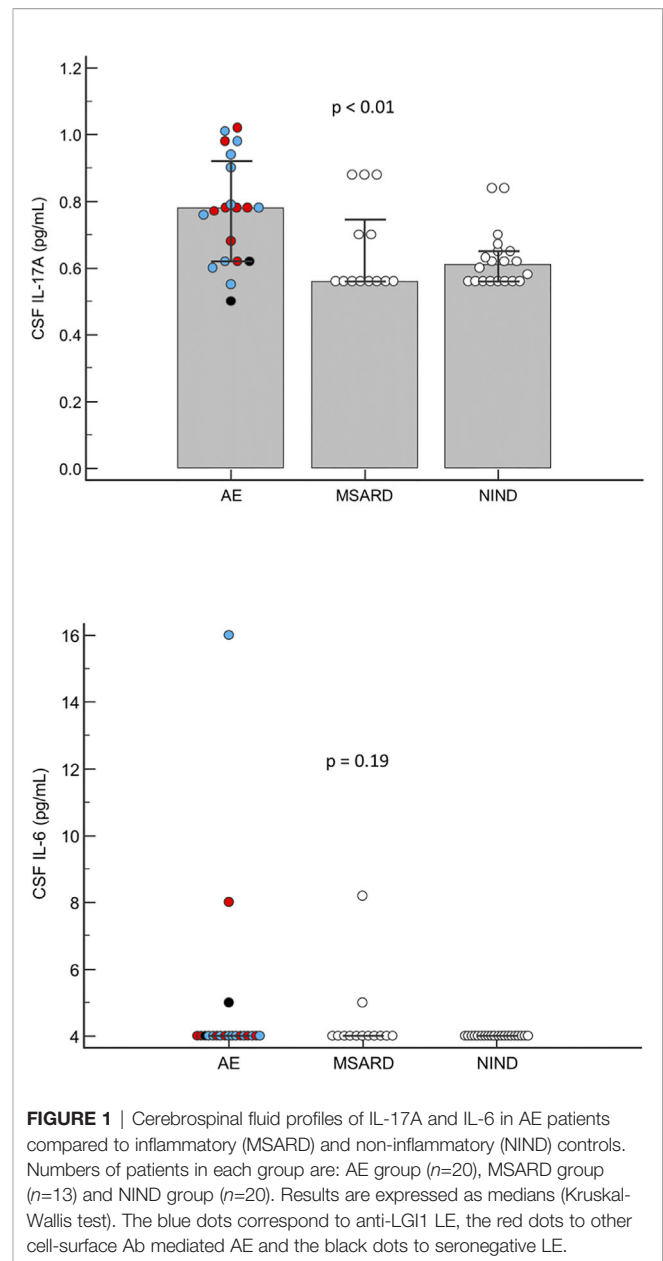 1.2
1.0
0.8
0.6
0.4
0.2
0.0
CSF IL-17A (pg/mL)
p < 0.01
AE MSARD NIND
16
14
12
10
8
6
4
CSF IL-6 (pg/mL)
p = 0.19
AE MSARD NIND
FIGURE 1 | Cerebrospinal fluid profiles of IL-17A and IL-6 in AE patients
compared to inflammatory (MSARD) and non-inflammatory (NIND) controls.
Numbers of patients in each group are: AE group (n=20), MSARD group
(n=13) and NIND group (n=20). Results are expressed as medians (Kruskal-
Wallis test). The blue dots correspond to anti-LGI1 LE, the red dots to other
cell-surface Ab mediated AE and the black dots to seronegative LE.